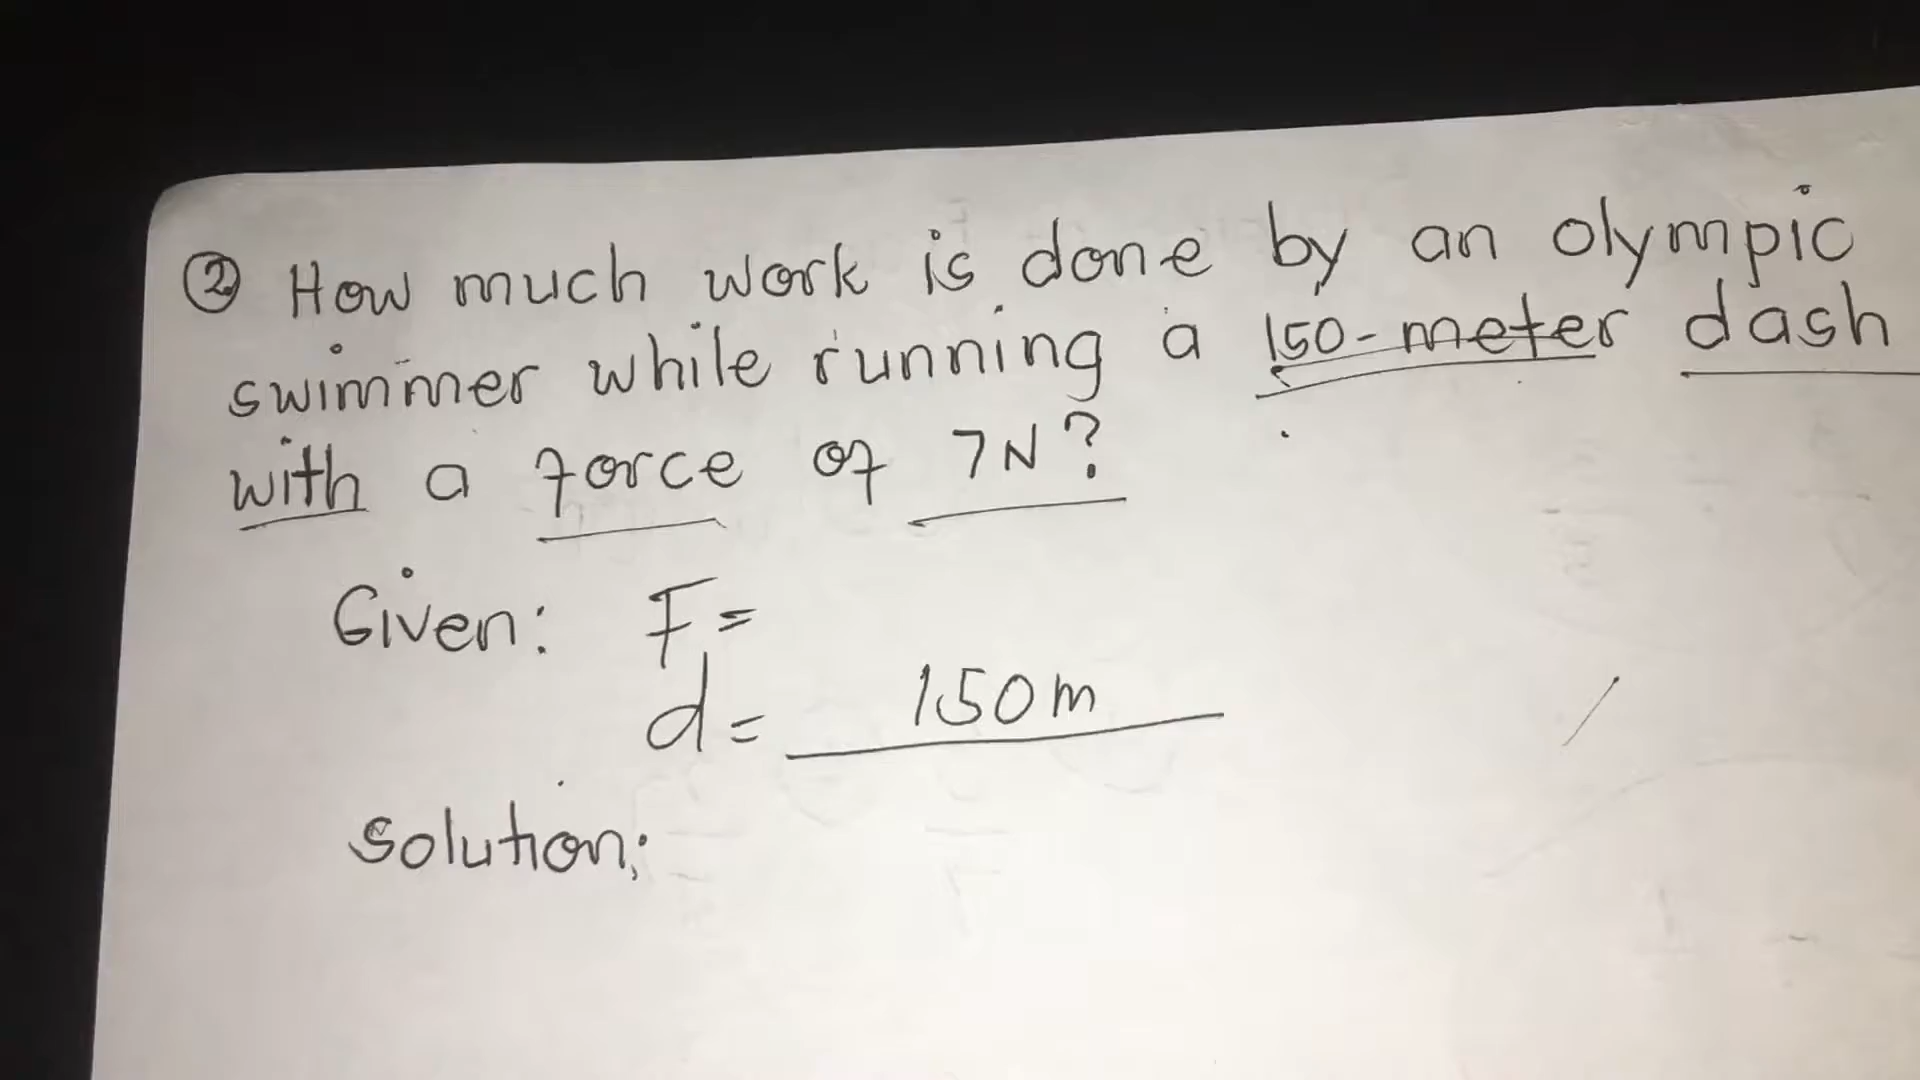 ② How much work is done by an olympic
swimmer while running a 150-meter dash
with a force of 7N?
Given: F=
d= 150m
solution: